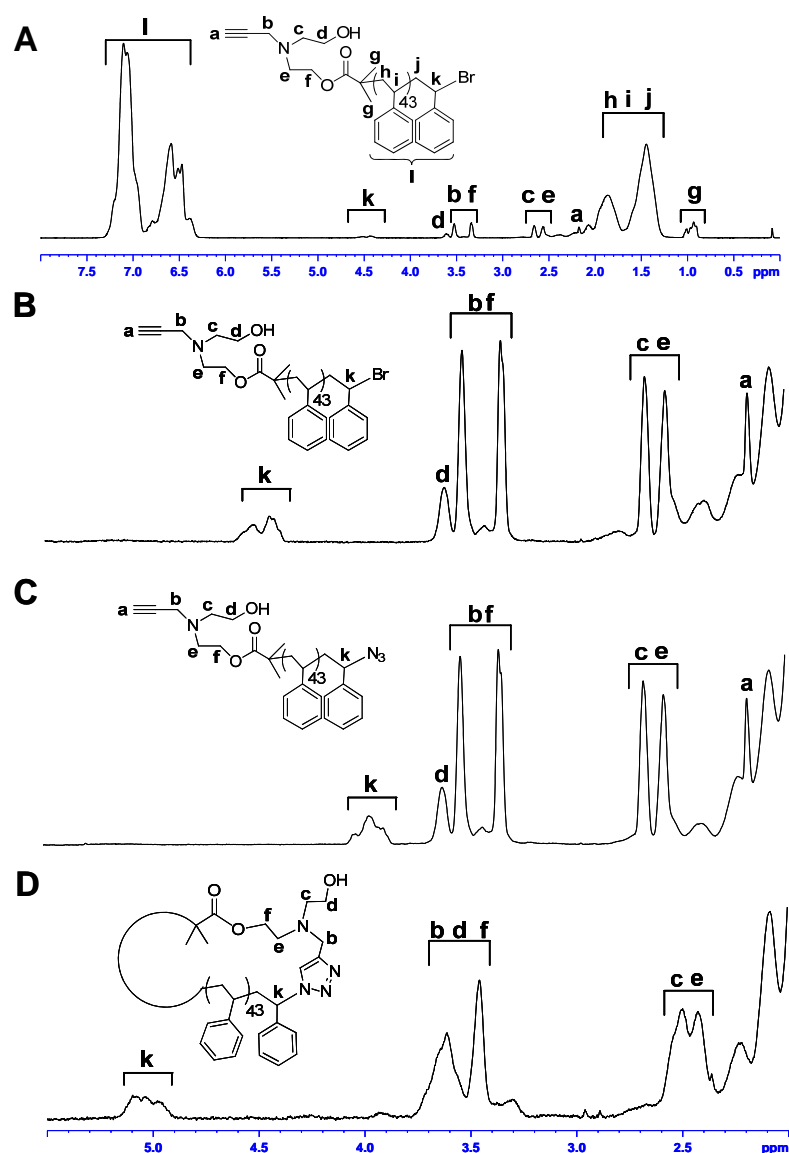 A
l
a b c d OH
N
e f O O
g
g
h i j k Br
43
l
k
d
b f
c e
a
h i j
g
7.5 7.0 6.5 6.0 5.5 5.0 4.5 4.0 3.5 3.0 2.5 2.0 1.5 1.0 0.5 ppm
B
a b c d OH
N
e f O O
k Br
43
k
d
b f
c e
a
C
a b c d OH
N
e f O O
k N3
43
k
d
b f
c e
a
D
OH
O c d
f N
O e b
k N N N
43
k
b d f
c e
5.0 4.5 4.0 3.5 3.0 2.5 ppm